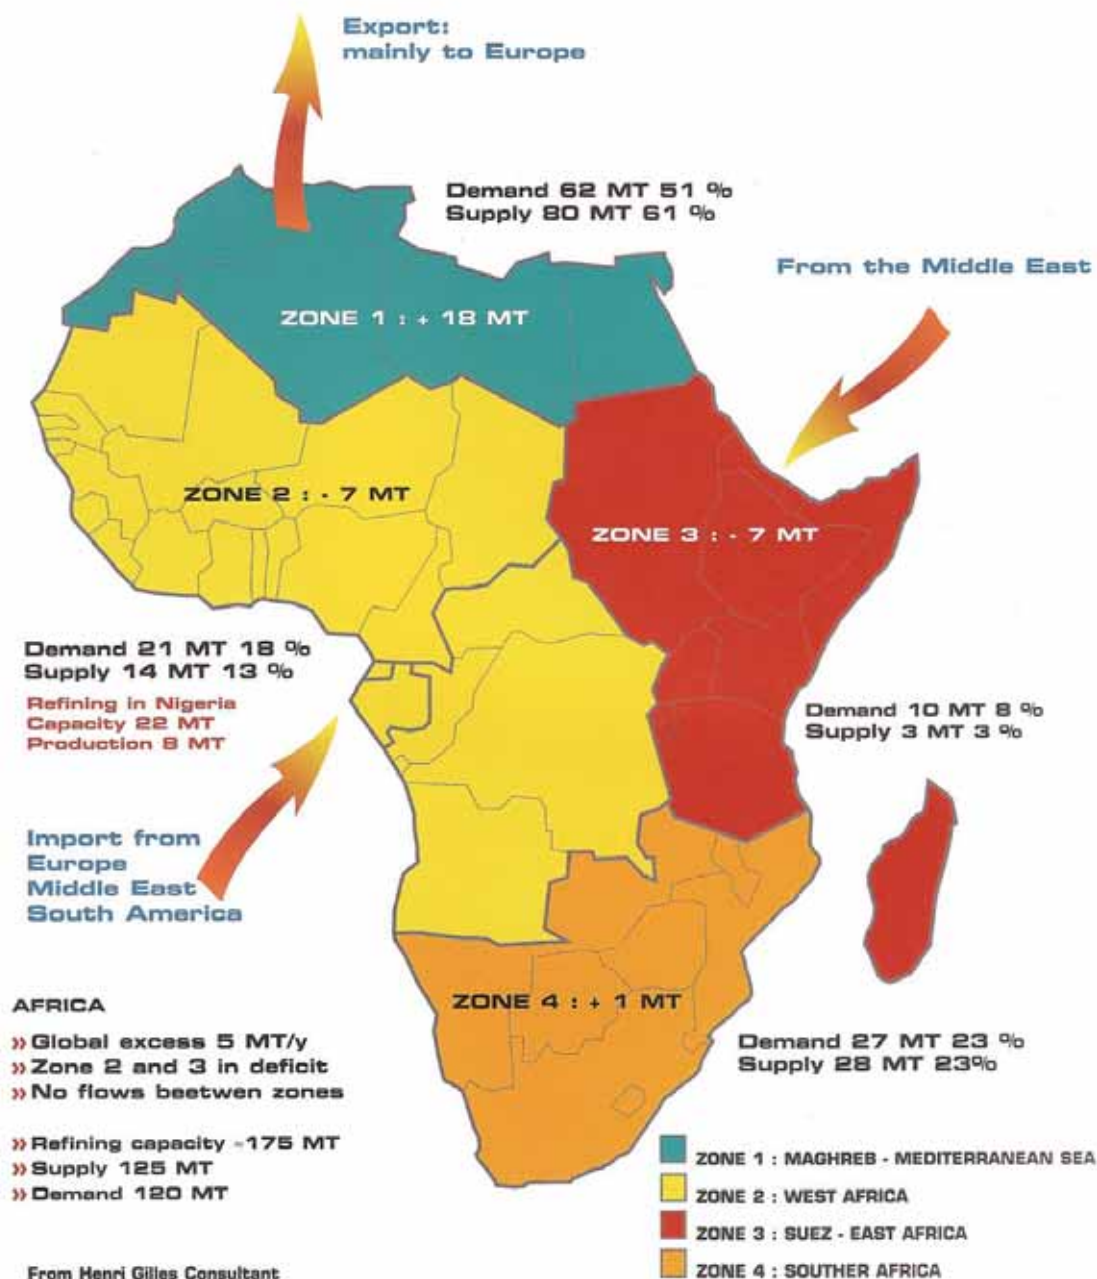 Export:
mainly to Europe
Demand 62 MT 51 %
Supply 80 MT 61 %
From the Middle East
ZONE 1 : + 18 MT
ZONE 2 : - 7 MT
ZONE 3 : - 7 MT
Demand 21 MT 18 %
Supply 14 MT 13 %
Refining in Nigeria
Capacity 22 MT
Production 8 MT
Demand 10 MT 8 %
Supply 3 MT 3 %
Import from
Europe
Middle East
South America
ZONE 4 : + 1 MT
Demand 27 MT 23 %
Supply 28 MT 23%
AFRICA
» Global excess 5 MT/y
» Zone 2 and 3 in deficit
» No flows beetwen zones
» Refining capacity ~175 MT
» Supply 125 MT
» Demand 120 MT
ZONE 1 : MAGHREB - MEDITERRANEAN SEA
ZONE 2 : WEST AFRICA
ZONE 3 : SUEZ - EAST AFRICA
ZONE 4 : SOUTHER AFRICA
From Henri Gilles Consultant